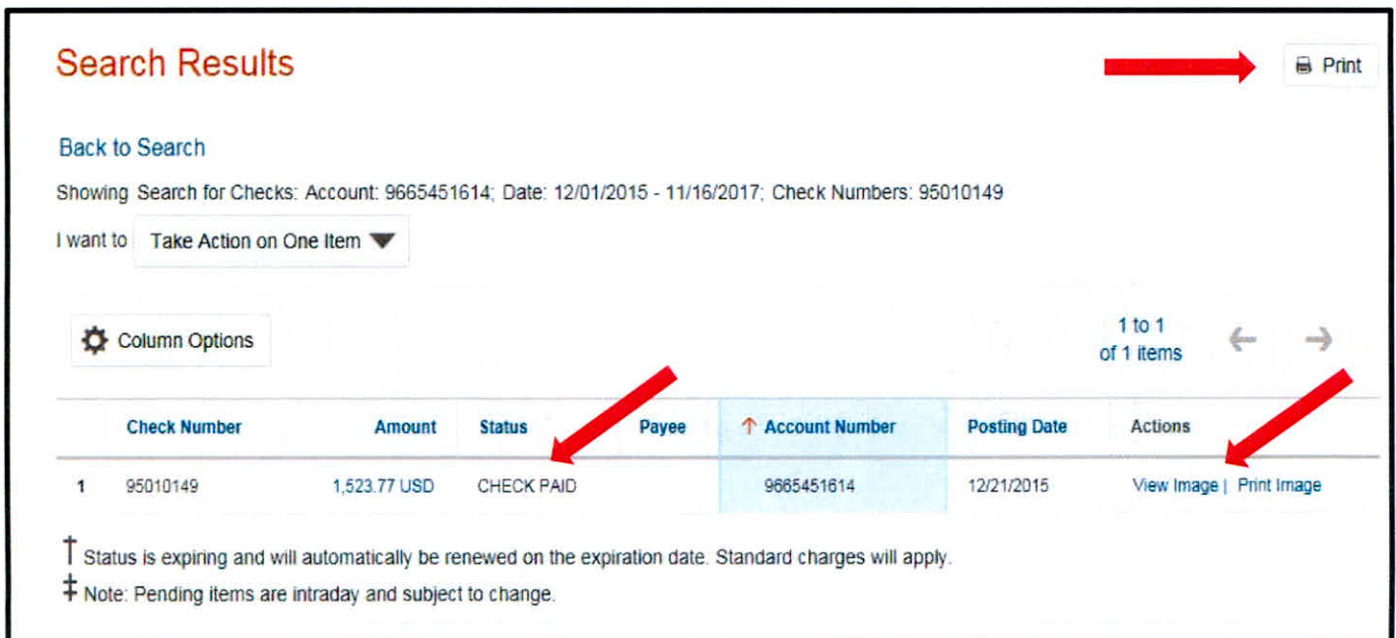 Search Results
Print
Back to Search
Showing Search for Checks: Account: 9665451614; Date: 12/01/2015 - 11/16/2017; Check Numbers: 95010149
I want to Take Action on One Item
Column Options
1 to 1
of 1 items
Check Number Amount Status Payee ↑ Account Number Posting Date Actions
1 95010149 1,523.77 USD CHECK PAID 9665451614 12/21/2015 View Image | Print Image
† Status is expiring and will automatically be renewed on the expiration date. Standard charges will apply.
‡ Note: Pending items are intraday and subject to change.